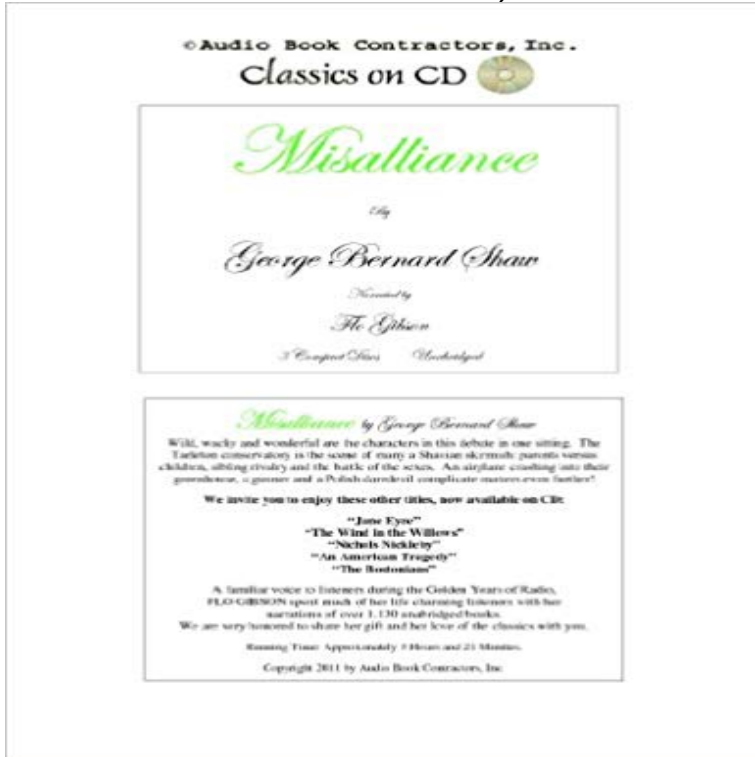 ©Audio Book Contractors, Inc.
Classics on CD
Misalliance
By
George Bernard Shaw
Narrated by
Flo Gibson
3 Compact Discs Unabridged
Misalliance by George Bernard Shaw
Wild, wacky and wonderful are the characters in this debate in one sitting. The
Tarleton conservatory is the scene of many a Shavian skirmish: parents versus
children, sibling rivalry and the battle of the sexes. An airplane crashing into their
greenhouse, a gunner and a Polish daredevil complicate matters even further!
We invite you to enjoy these other titles, now available on CD:
"Jane Eyre"
"The Wind in the Willows"
"Nichols Nickleby"
"An American Tragedy"
"The Bostonians"
A familiar voice to listeners during the Golden Years of Radio,
FLO GIBSON spent much of her life charming listeners with her
narrations of over 1,130 unabridged books.
We are very honored to share her gift and her love of the classics with you.
Running Time: Approximately Hours and Minutes.
Copyright 2011 by Audio Book Contractors, Inc